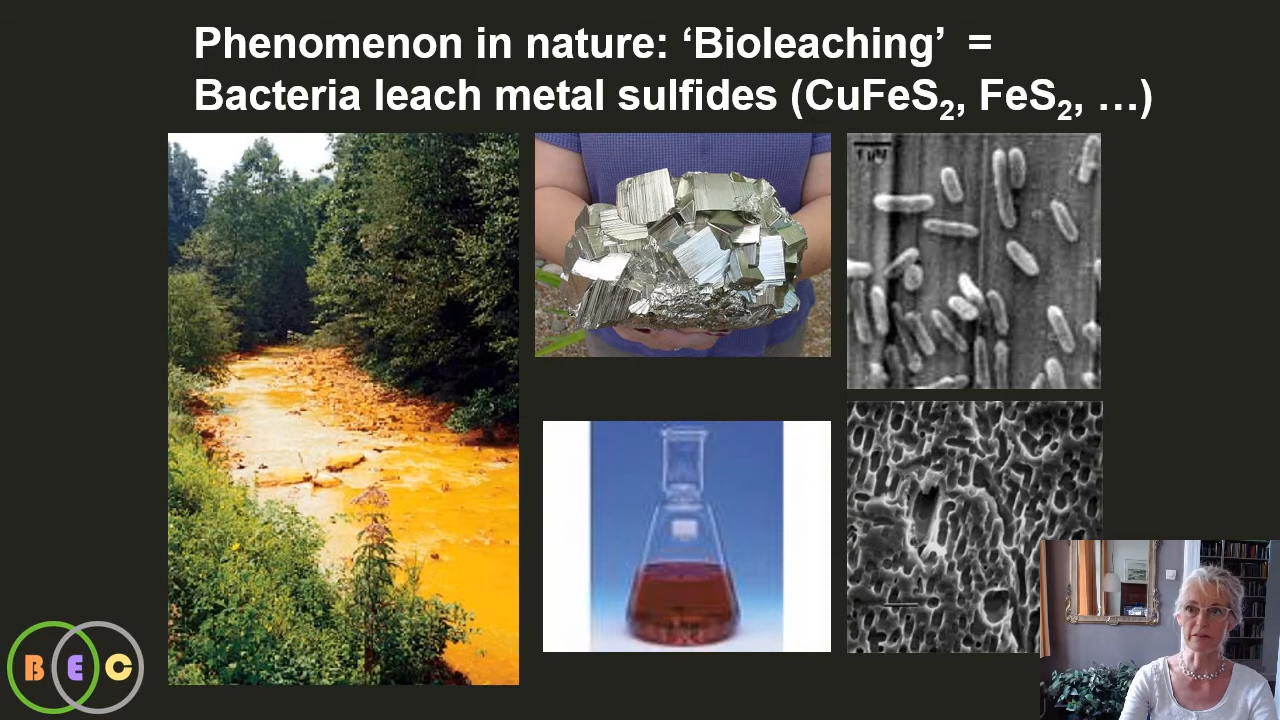 Phenomenon in nature: ‘Bioleaching’ =
Bacteria leach metal sulfides (CuFeS₂, FeS₂, …)
B E C